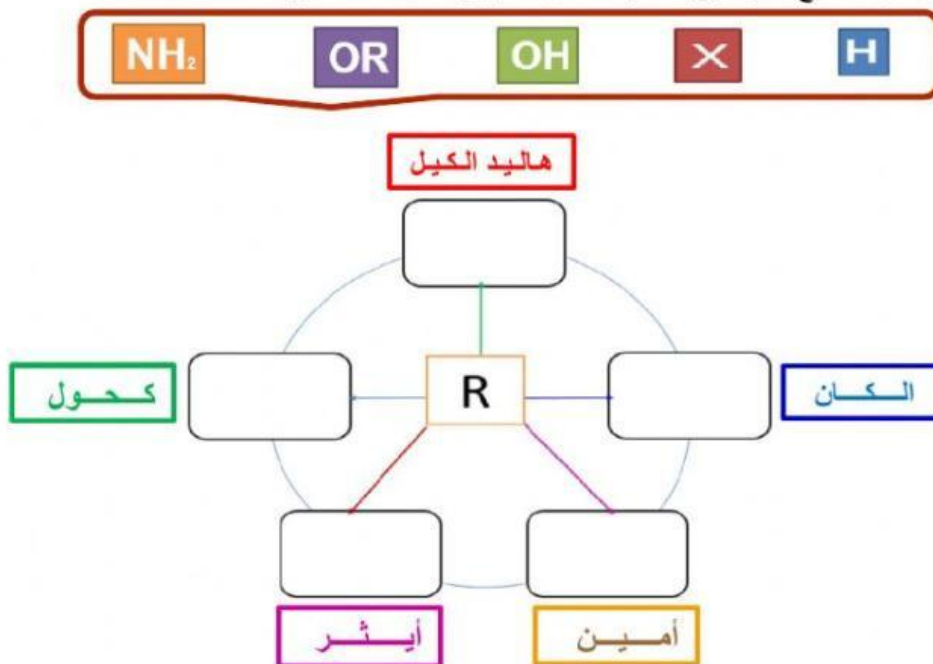 NH₂ OR OH X H
هاليد الكيل
كحول R الكان
أيثر أمين